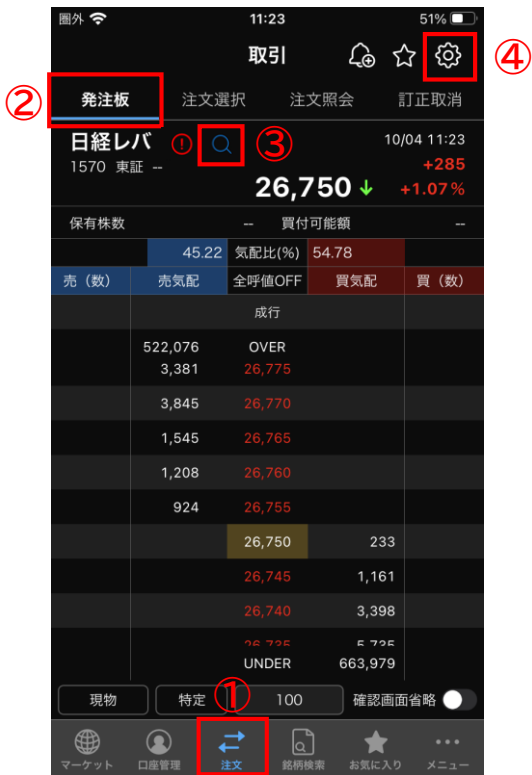 圏外 11:23 51%
取引
④
②
発注板 注文選択 注文照会 訂正取消
日経レバ ① ③ 10/04 11:23
1570 東証 -- +285
26,750 ↓ +1.07%
保有株数 -- 買付可能額 --
45.22 気配比(%) 54.78
売（数） 売気配 全呼値OFF 買気配 買（数）
成行
522,076 OVER
3,381 26,775
3,845 26,770
1,545 26,765
1,208 26,760
924 26,755
26,750 233
26,745 1,161
26,740 3,398
26,735 5,735
UNDER 663,979
現物 特定 ① 100 確認画面省略
マーケット 口座管理 注文 銘柄検索 お気に入り メニュー